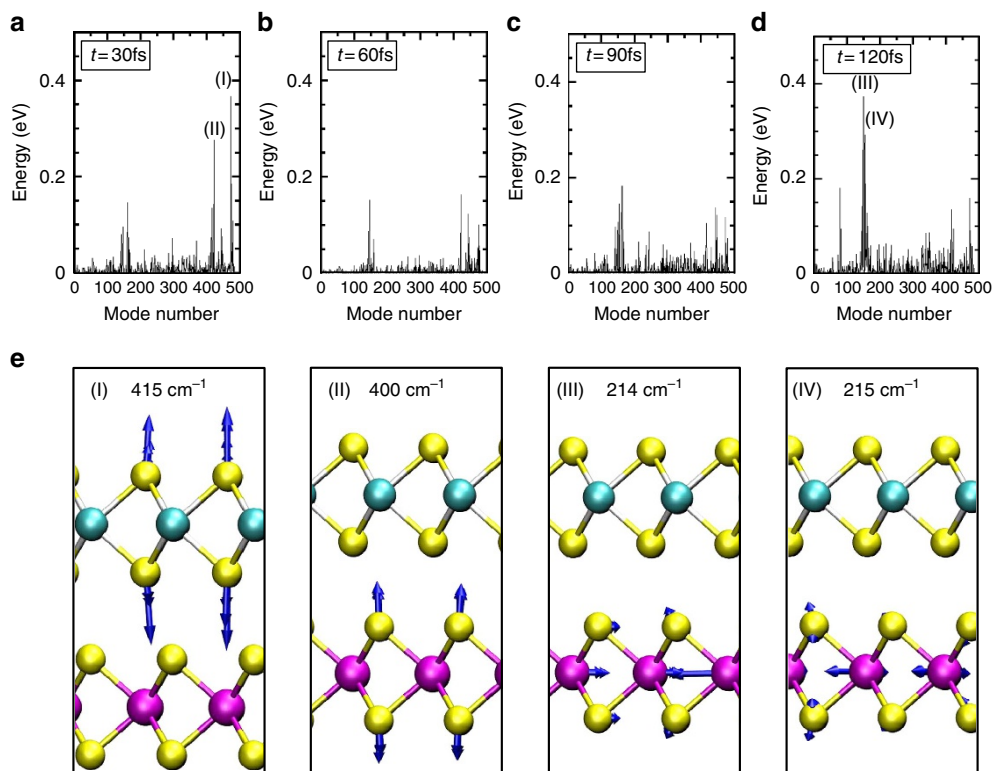 a
b
c
d
t=30fs
t=60fs
t=90fs
t=120fs
(I)
(II)
(III)
(IV)
Energy (eV)
Energy (eV)
Energy (eV)
Energy (eV)
0.4
0.2
0
0.4
0.2
0
0.4
0.2
0
0.4
0.2
0
0 100 200 300 400 500
0 100 200 300 400 500
0 100 200 300 400 500
0 100 200 300 400 500
Mode number
Mode number
Mode number
Mode number
e
(I) 415 cm⁻¹
(II) 400 cm⁻¹
(III) 214 cm⁻¹
(IV) 215 cm⁻¹